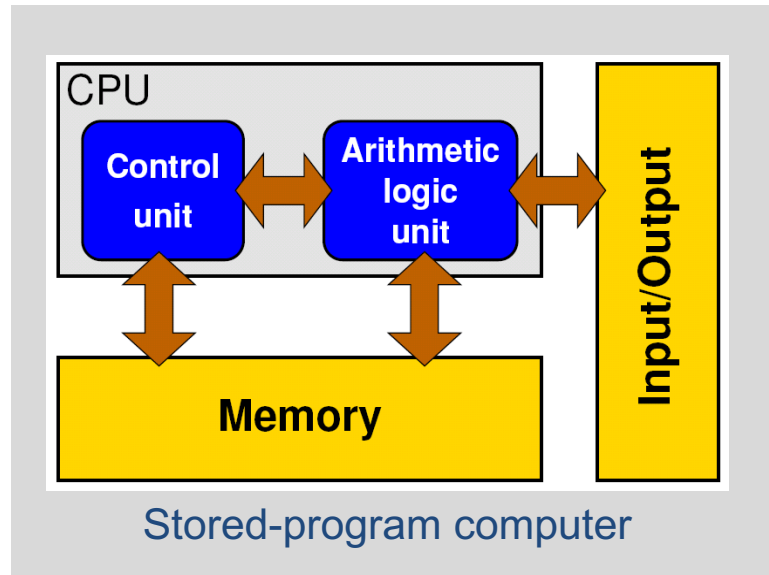 CPU
Control
unit
Arithmetic
logic
unit
Input/Output
Memory
Stored-program computer